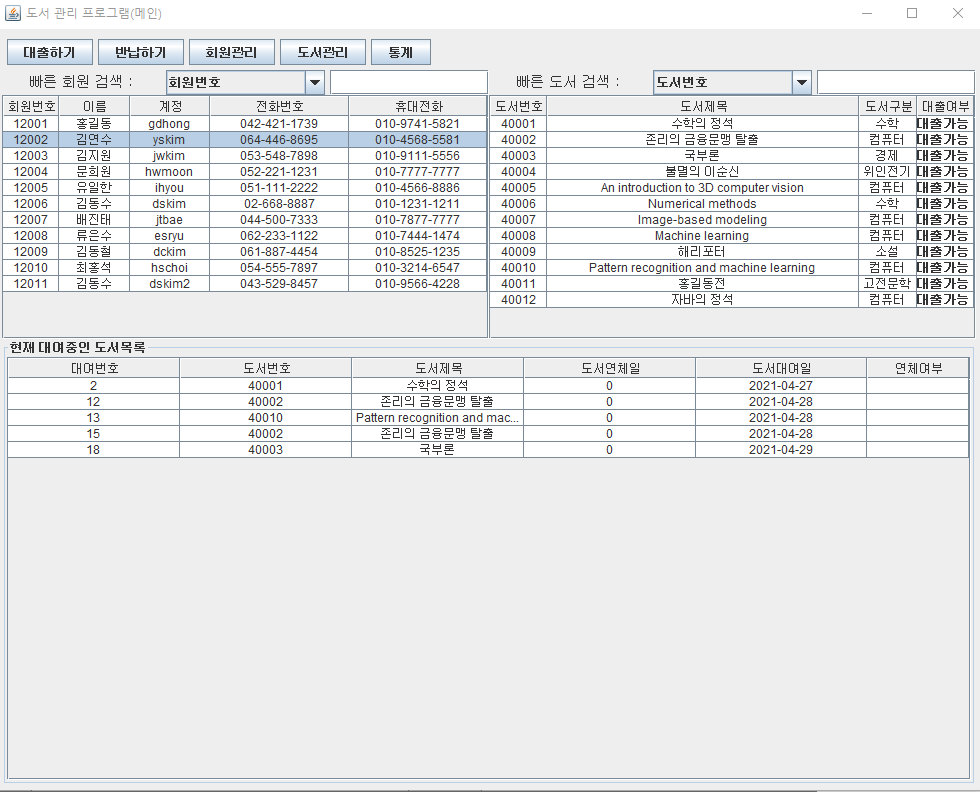 도서 관리 프로그램(메인)
대출하기 반납하기 회원관리 도서관리 통계
빠른 회원 검색 : 회원번호 빠른 도서 검색 : 도서번호
회원번호 이름 계정 전화번호 휴대전화
12001 홍길동 gdhong 042-421-1739 010-9741-5821
12002 김연수 yskim 064-446-8695 010-4568-5581
12003 김지원 jwkim 053-548-7898 010-9111-5556
12004 문희원 hwmoon 052-221-1231 010-7777-7777
12005 유일한 ihyou 051-111-2222 010-4566-8886
12006 김동수 dskim 02-668-8887 010-1231-1211
12007 배진태 jtbae 044-500-7333 010-7877-7777
12008 류은수 esryu 062-233-1122 010-7444-1474
12009 김동철 dckim 061-887-4454 010-8525-1235
12010 최홍석 hschoi 054-555-7897 010-3214-6547
12011 김동수 dskim2 043-529-8457 010-9566-4228
도서번호 도서제목 도서구분 대출여부
40001 수학의 정석 수학 대출가능
40002 존리의 금융문맹 탈출 컴퓨터 대출가능
40003 국부론 경제 대출가능
40004 불멸의 이순신 위인전기 대출가능
40005 An introduction to 3D computer vision 컴퓨터 대출가능
40006 Numerical methods 수학 대출가능
40007 Image-based modeling 컴퓨터 대출가능
40008 Machine learning 컴퓨터 대출가능
40009 해리포터 소설 대출가능
40010 Pattern recognition and machine learning 컴퓨터 대출가능
40011 홍길동전 고전문학 대출가능
40012 자바의 정석 컴퓨터 대출가능
현재 대여중인 도서목록
대여번호 도서번호 도서제목 도서연체일 도서대여일 연체여부
2 40001 수학의 정석 0 2021-04-27
12 40002 존리의 금융문맹 탈출 0 2021-04-28
13 40010 Pattern recognition and mac... 0 2021-04-28
15 40002 존리의 금융문맹 탈출 0 2021-04-28
18 40003 국부론 0 2021-04-29